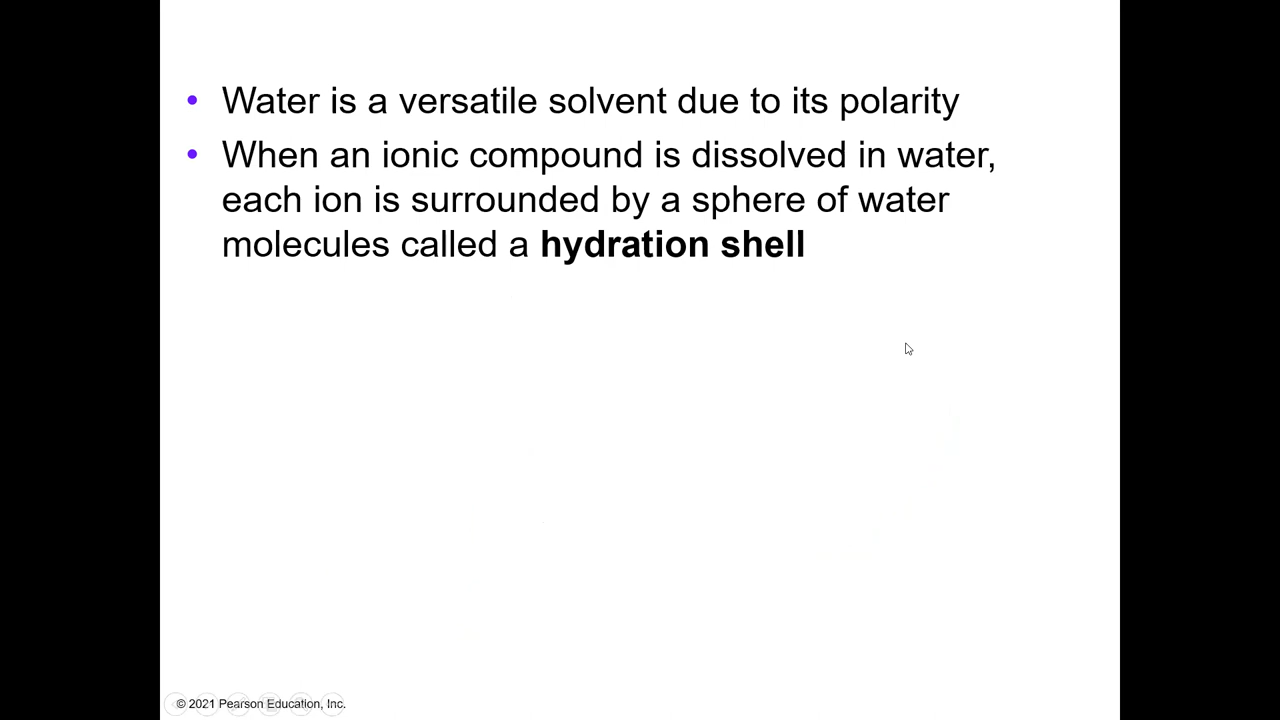 • Water is a versatile solvent due to its polarity
• When an ionic compound is dissolved in water,
each ion is surrounded by a sphere of water
molecules called a hydration shell
© 2021 Pearson Education, Inc.